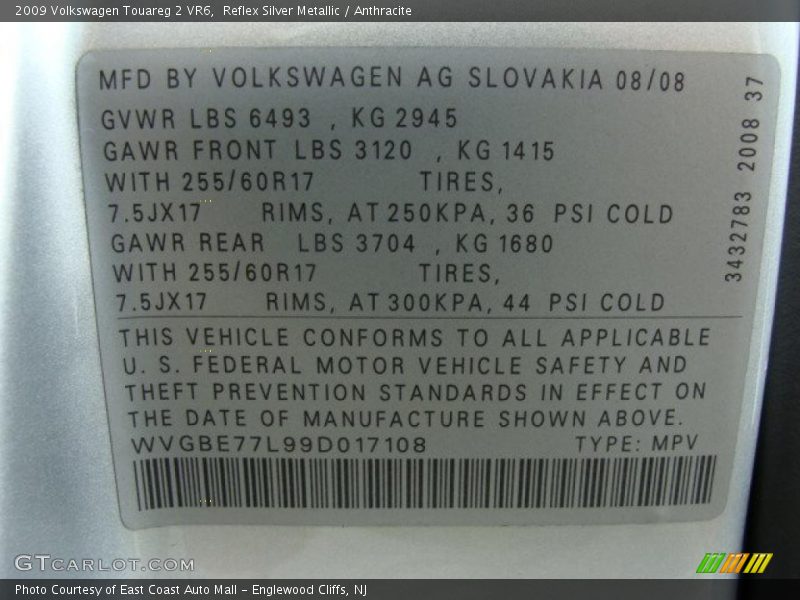 2009 Volkswagen Touareg 2 VR6,  Reflex Silver Metallic / Anthracite
MFD BY VOLKSWAGEN AG SLOVAKIA 08/08
GVWR LBS 6493 , KG 2945
GAWR FRONT LBS 3120 , KG 1415
WITH 255/60R17 TIRES,
7.5JX17 RIMS, AT 250KPA, 36 PSI COLD
GAWR REAR LBS 3704 , KG 1680
WITH 255/60R17 TIRES,
7.5JX17 RIMS, AT 300KPA, 44 PSI COLD
THIS VEHICLE CONFORMS TO ALL APPLICABLE
U. S. FEDERAL MOTOR VEHICLE SAFETY AND
THEFT PREVENTION STANDARDS IN EFFECT ON
THE DATE OF MANUFACTURE SHOWN ABOVE.
WVGBE77L99D017108 TYPE: MPV
3432783 2008 37
GTCARLOT.COM
Photo Courtesy of East Coast Auto Mall - Englewood Cliffs, NJ